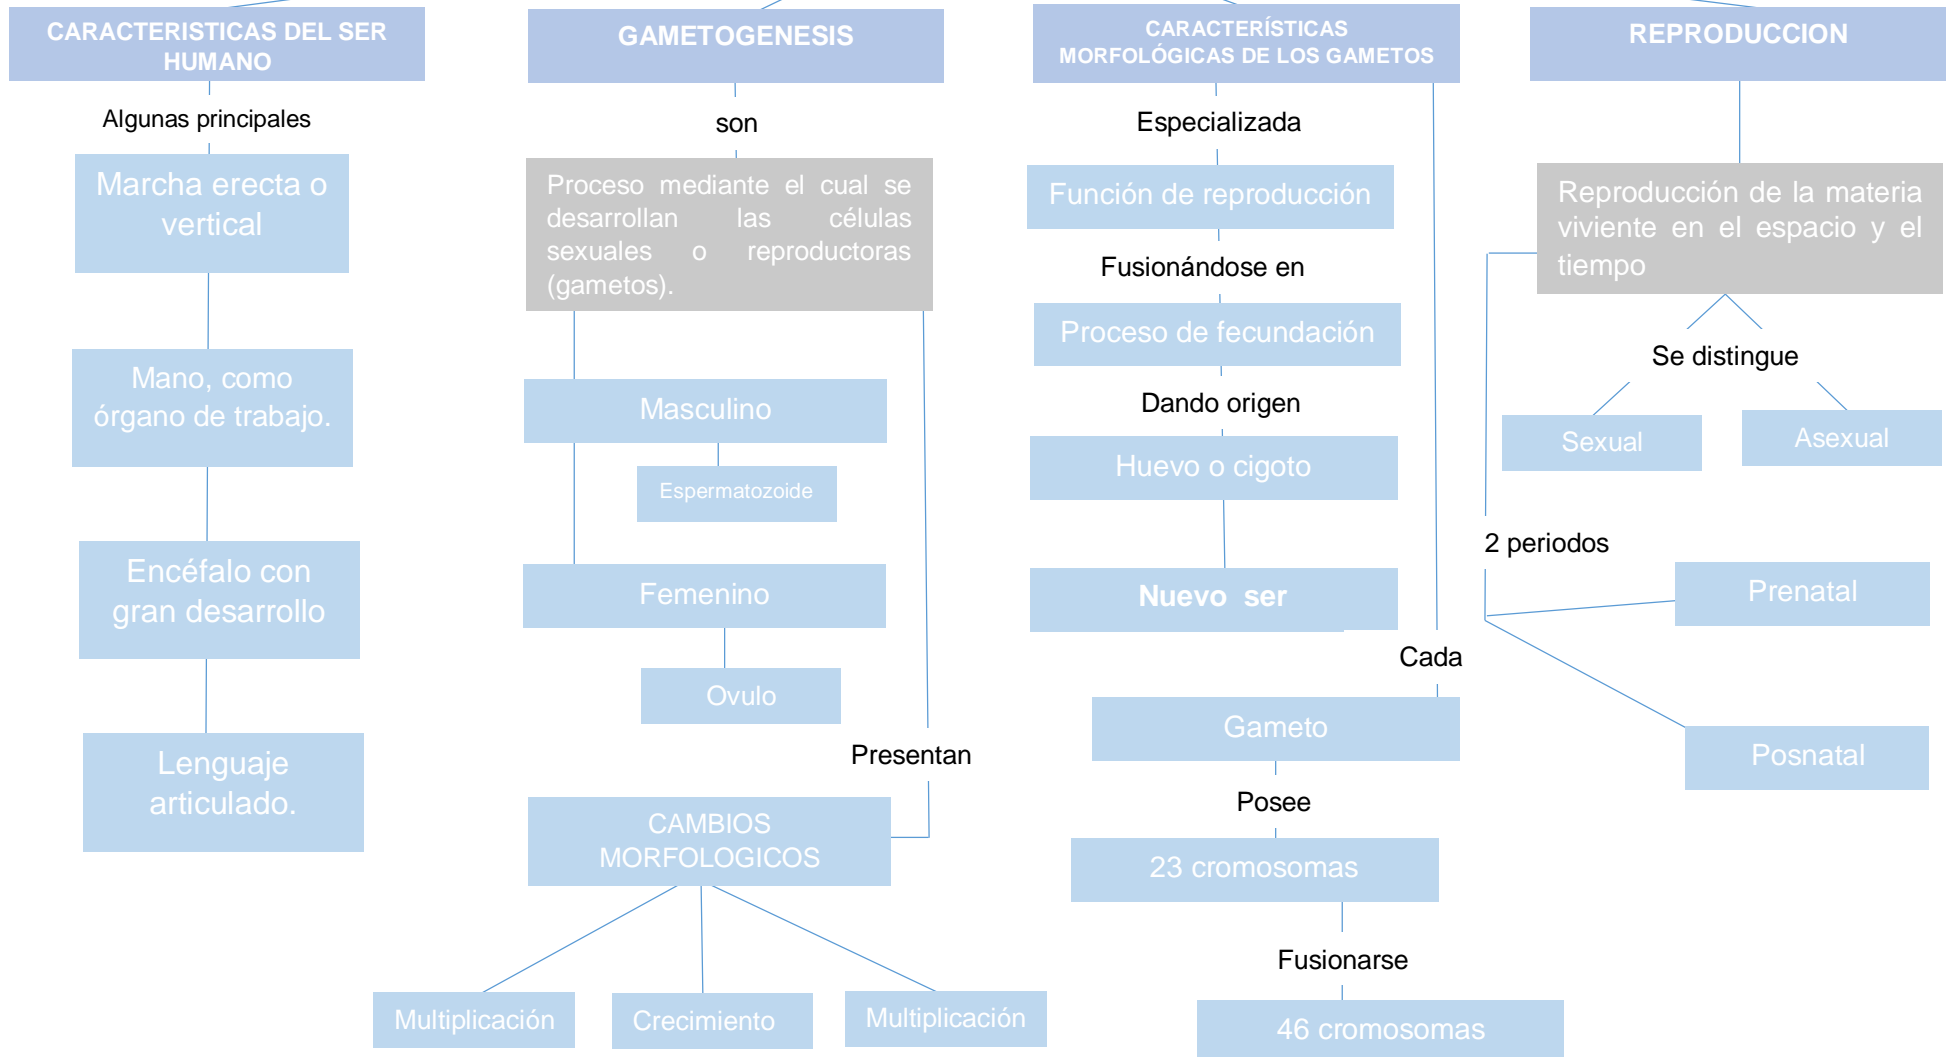 CARACTERISTICAS DEL SER
HUMANO
Algunas principales
Marcha erecta o
vertical
Mano, como
órgano de trabajo.
Encéfalo con
gran desarrollo
Lenguaje
articulado.
GAMETOGENESIS
son
Proceso mediante el cual se
desarrollan las células
sexuales o reproductoras
(gametos).
Masculino
Espermatozoide
Femenino
Ovulo
Presentan
CAMBIOS
MORFOLOGICOS
Multiplicación
Crecimiento
Multiplicación
CARACTERÍSTICAS
MORFOLÓGICAS DE LOS GAMETOS
Especializada
Función de reproducción
Fusionándose en
Proceso de fecundación
Dando origen
Huevo o cigoto
Nuevo ser
Cada
Gameto
Posee
23 cromosomas
Fusionarse
46 cromosomas
REPRODUCCION
Reproducción de la materia
viviente en el espacio y el
tiempo
Se distingue
Sexual
Asexual
2 periodos
Prenatal
Posnatal